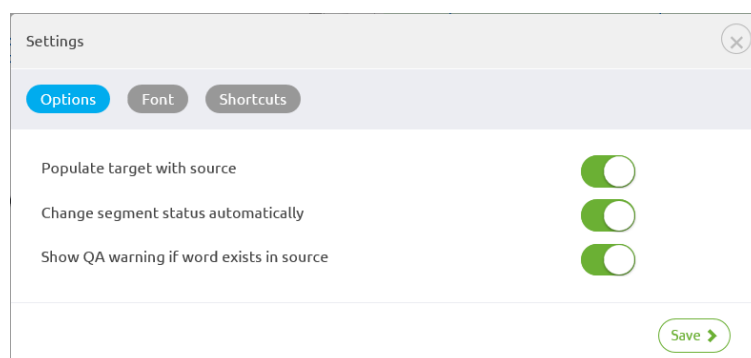 Settings
Options Font Shortcuts
Populate target with source
Change segment status automatically
Show QA warning if word exists in source
Save